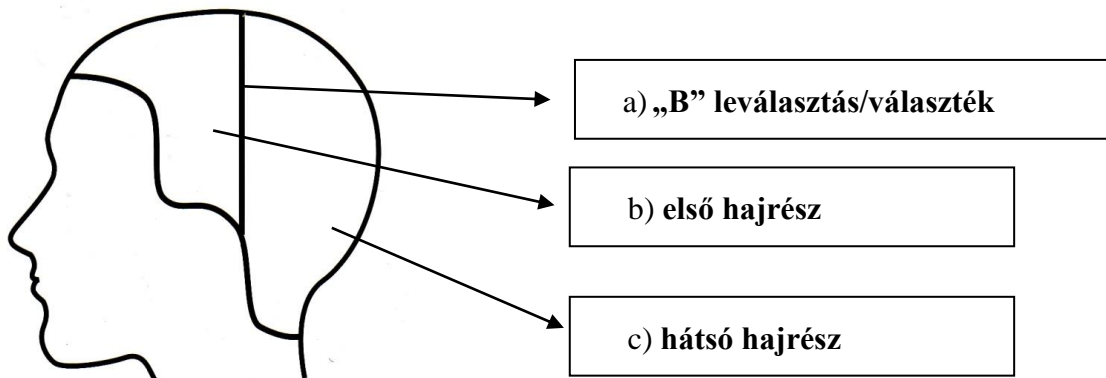 a) „B” leválasztás/választék
b) első hajrész
c) hátsó hajrész